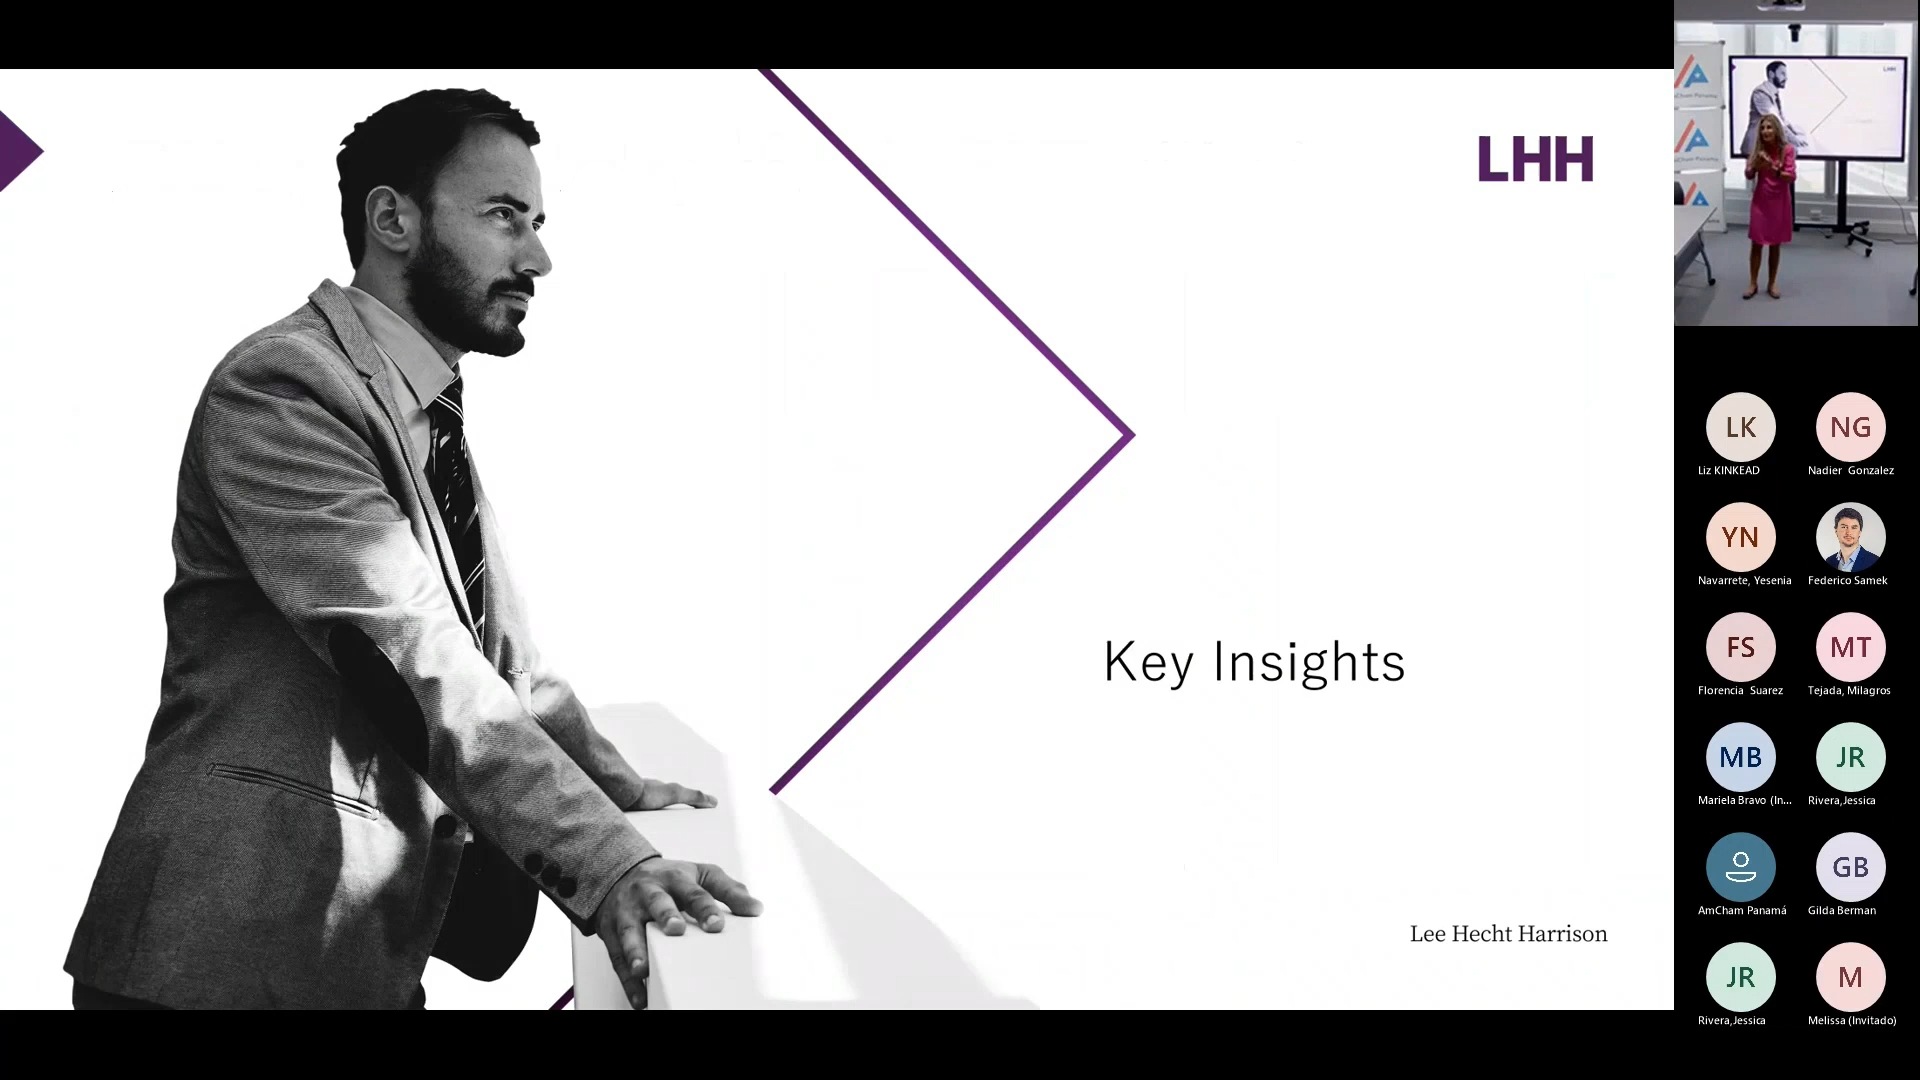 LHH
Key Insights
Lee Hecht Harrison
LK
Liz KINKEAD
NG
Nadier Gonzalez
YN
Navarrete, Yesenia
Federico Samek
FS
Florencia Suarez
MT
Tejada, Milagros
MB
Mariela Bravo (In...
JR
Rivera,Jessica
AmCham Panamá
GB
Gilda Berman
JR
Rivera,Jessica
M
Melissa (Invitado)